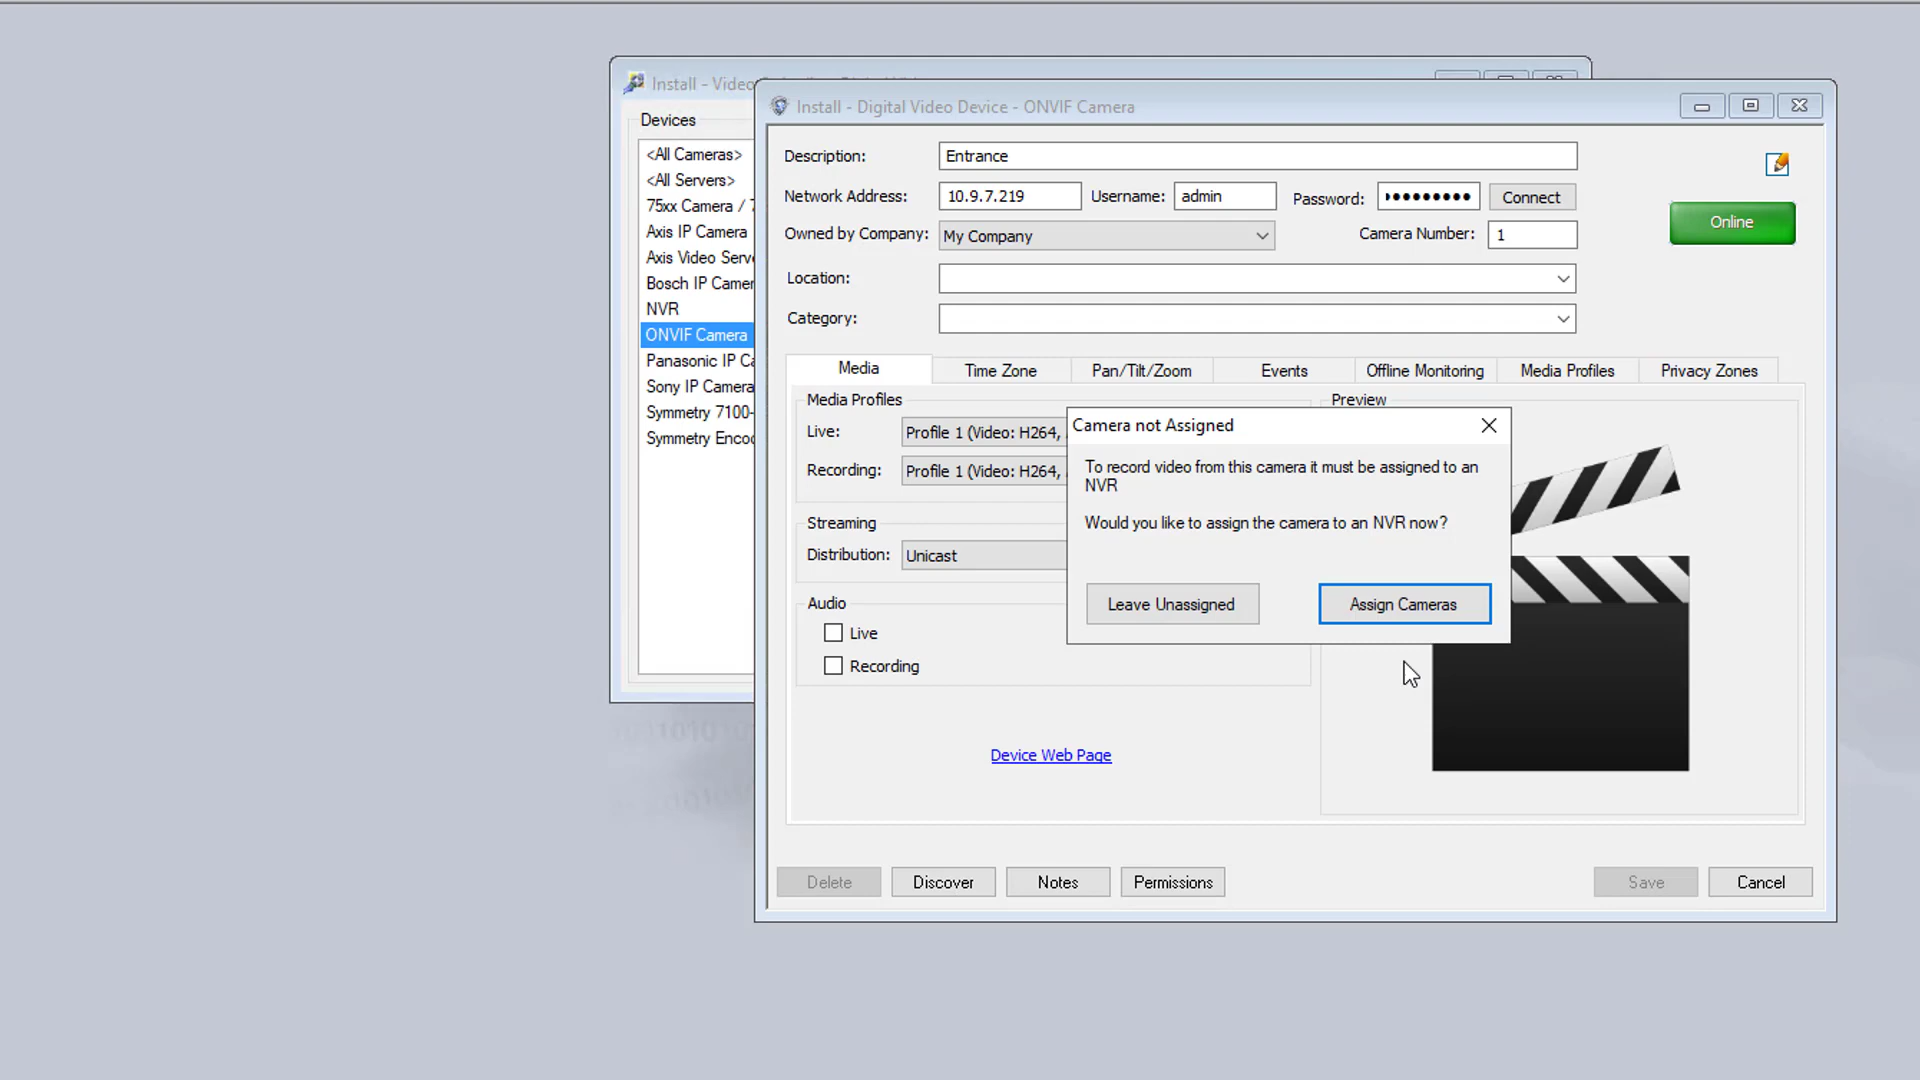 Install - Video
Install - Digital Video Device - ONVIF Camera
Devices
<All Cameras>
<All Servers>
75xx Camera / 7
Axis IP Camera
Axis Video Serve
Bosch IP Camer
NVR
ONVIF Camera
Panasonic IP Ca
Sony IP Camera
Symmetry 7100-
Symmetry Enco
Description: Entrance
Network Address: 10.9.7.219 Username: admin Password: ●●●●●●●●● Connect
Online
Owned by Company: My Company Camera Number: 1
Location:
Category:
Media Time Zone Pan/Tilt/Zoom Events Offline Monitoring Media Profiles Privacy Zones
Media Profiles
Live: Profile 1 (Video: H264,
Recording: Profile 1 (Video: H264,
Streaming
Distribution: Unicast
Audio
Live
Recording
Device Web Page
Preview
Camera not Assigned
To record video from this camera it must be assigned to an
NVR
Would you like to assign the camera to an NVR now?
Leave Unassigned Assign Cameras
Delete Discover Notes Permissions Save Cancel